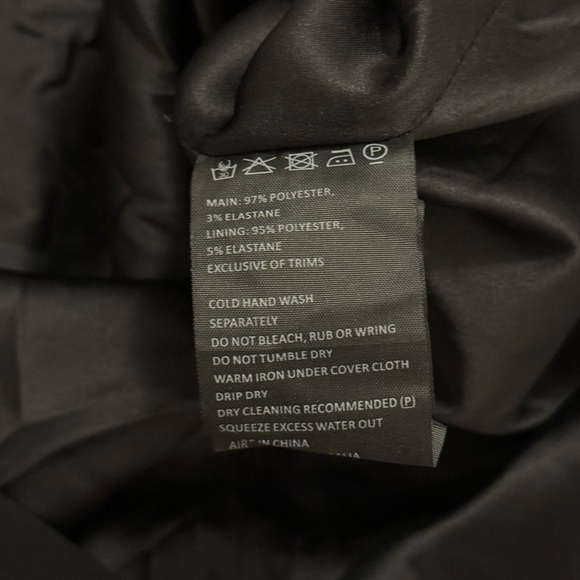 MAIN: 97% POLYESTER,
3% ELASTANE
LINING: 95% POLYESTER,
5% ELASTANE
EXCLUSIVE OF TRIMS
COLD HAND WASH
SEPARATELY
DO NOT BLEACH, RUB OR WRING
DO NOT TUMBLE DRY
WARM IRON UNDER COVER CLOTH
DRIP DRY
DRY CLEANING RECOMMENDED (P)
SQUEEZE EXCESS WATER OUT
IN CHINA